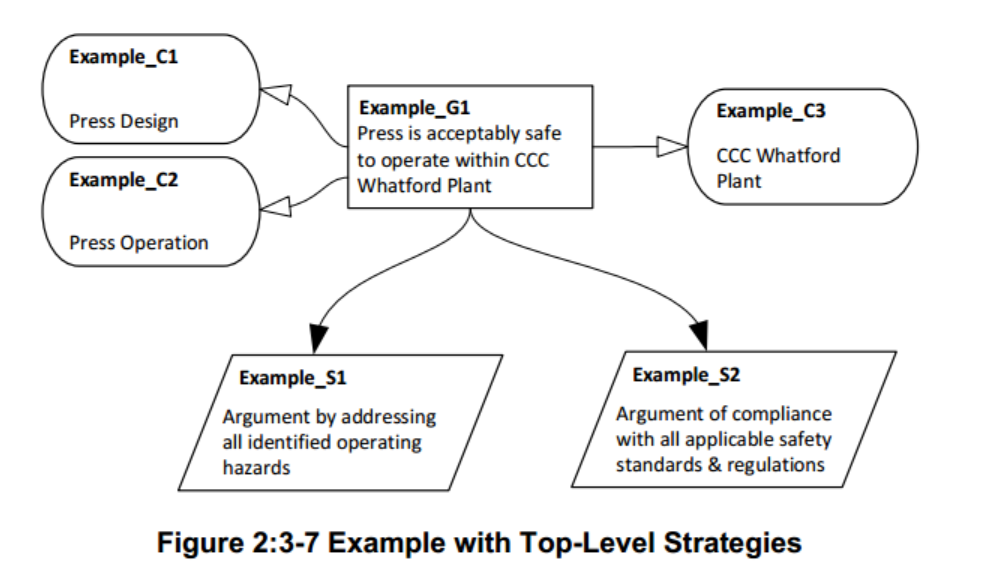 Example_C1
Press Design
Example_C2
Press Operation
Example_G1
Press is acceptably safe
to operate within CCC
Whatford Plant
Example_C3
CCC Whatford
Plant
Example_S1
Argument by addressing
all identified operating
hazards
Example_S2
Argument of compliance
with all applicable safety
standards & regulations
Figure 2:3-7 Example with Top-Level Strategies